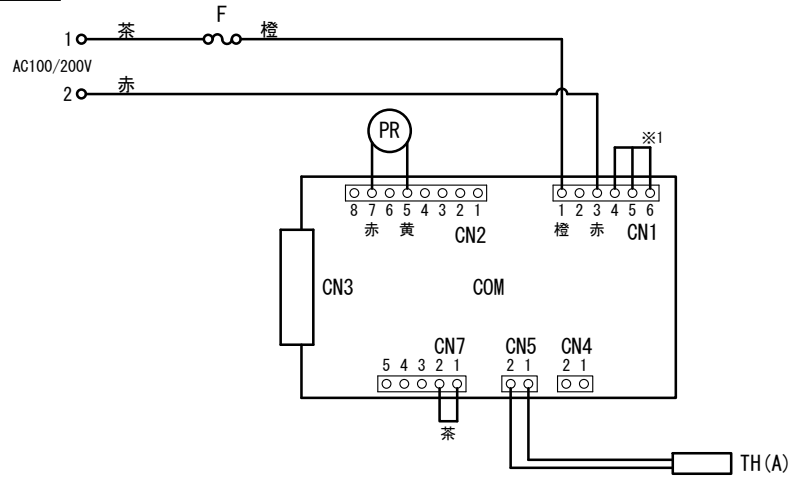 F
1 茶 橙
AC100/200V
2 赤
PR
※1
8 7 6 5 4 3 2 1
1 2 3 4 5 6
赤 黄
CN2
橙 赤
CN1
CN3
COM
CN7
CN5
CN4
5 4 3 2 1
2 1
2 1
茶
TH(A)